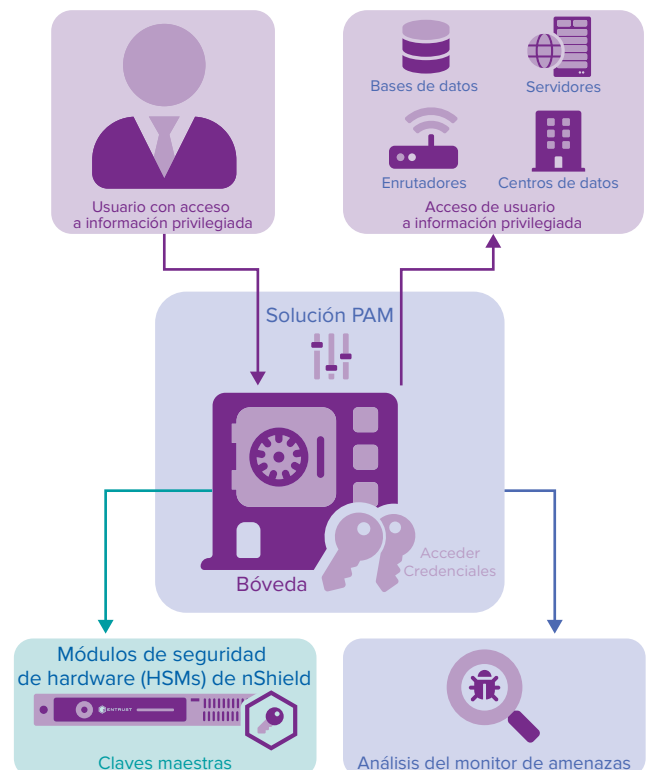 Bases de datos
Servidores
Enrutadores
Centros de datos
Usuario con acceso
a información privilegiada
Acceso de usuario
a información privilegiada
Solución PAM
Acceder
Credenciales
Bóveda
Módulos de seguridad
de hardware (HSMs) de nShield
ENTRUST
Claves maestras
Análisis del monitor de amenazas